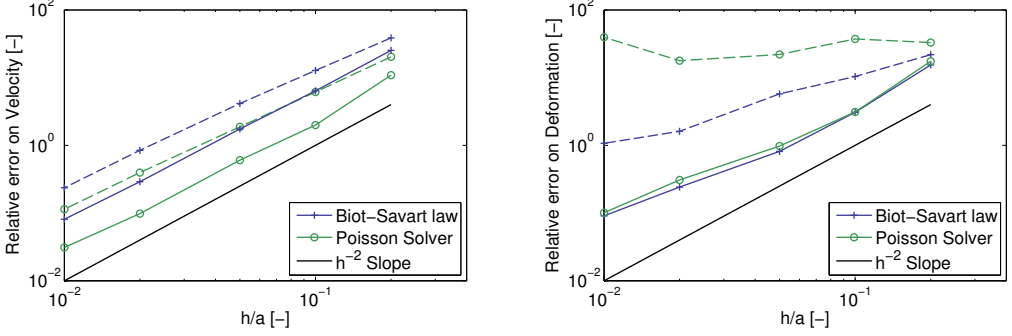 Relative error on Velocity [−]
10^2
10^0
10^−2
10^−2
10^−1
h/a [−]
Biot−Savart law
Poisson Solver
h^−2 Slope
Relative error on Deformation [−]
10^2
10^0
10^−2
10^−2
10^−1
h/a [−]
Biot−Savart law
Poisson Solver
h^−2 Slope